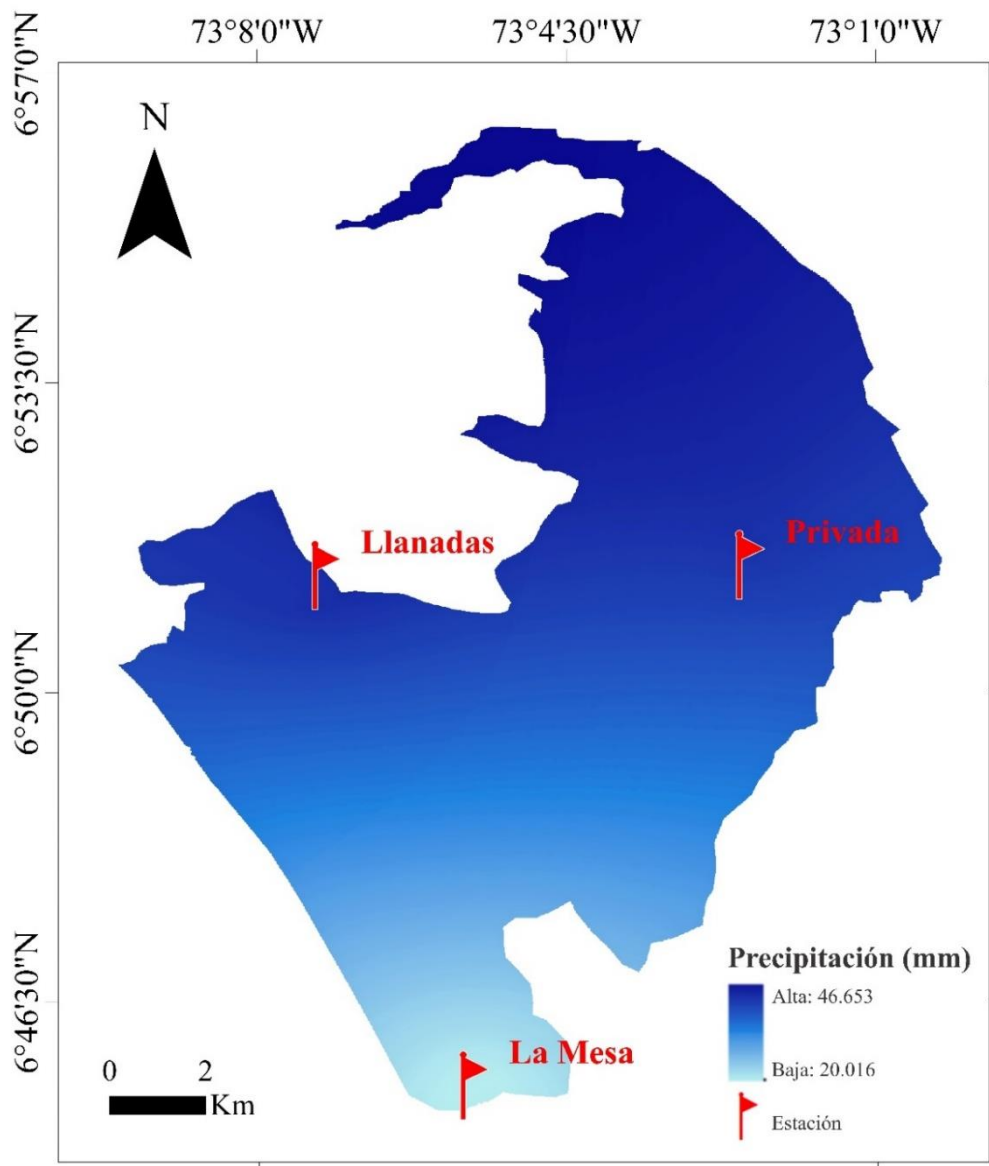 73°8'0"W 73°4'30"W 73°1'0"W
6°57'0"N
N
6°53'30"N
Llanadas
Privada
6°50'0"N
Precipitación (mm)
Alta: 46.653
6°46'30"N
La Mesa
0 2
Km
Baja: 20.016
Estación